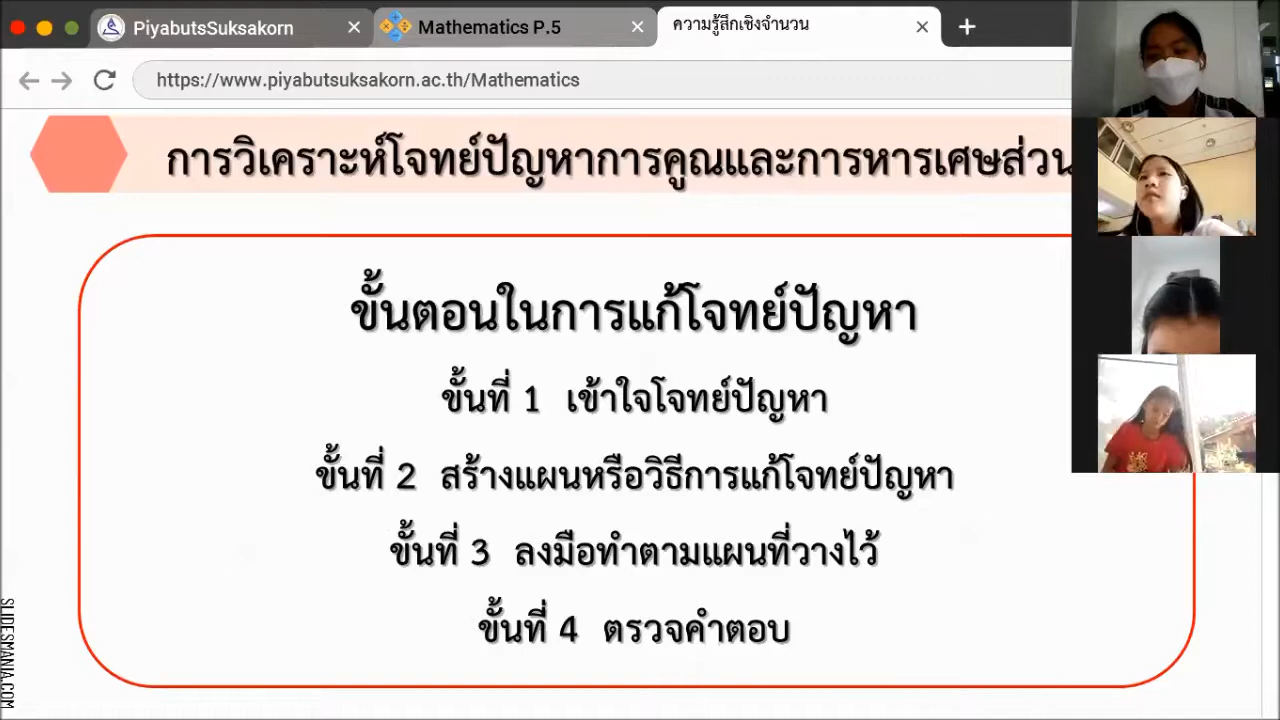 PiyabutsSuksakorn
Mathematics P.5
ความรู้สึกเชิงจำนวน
https://www.piyabutsuksakorn.ac.th/Mathematics
การวิเคราะห์โจทย์ปัญหาการคูณและการหารเศษส่วน
ขั้นตอนในการแก้โจทย์ปัญหา
ขั้นที่ 1 เข้าใจโจทย์ปัญหา
ขั้นที่ 2 สร้างแผนหรือวิธีการแก้โจทย์ปัญหา
ขั้นที่ 3 ลงมือทำตามแผนที่วางไว้
ขั้นที่ 4 ตรวจคำตอบ
SLIDESMANIA.COM